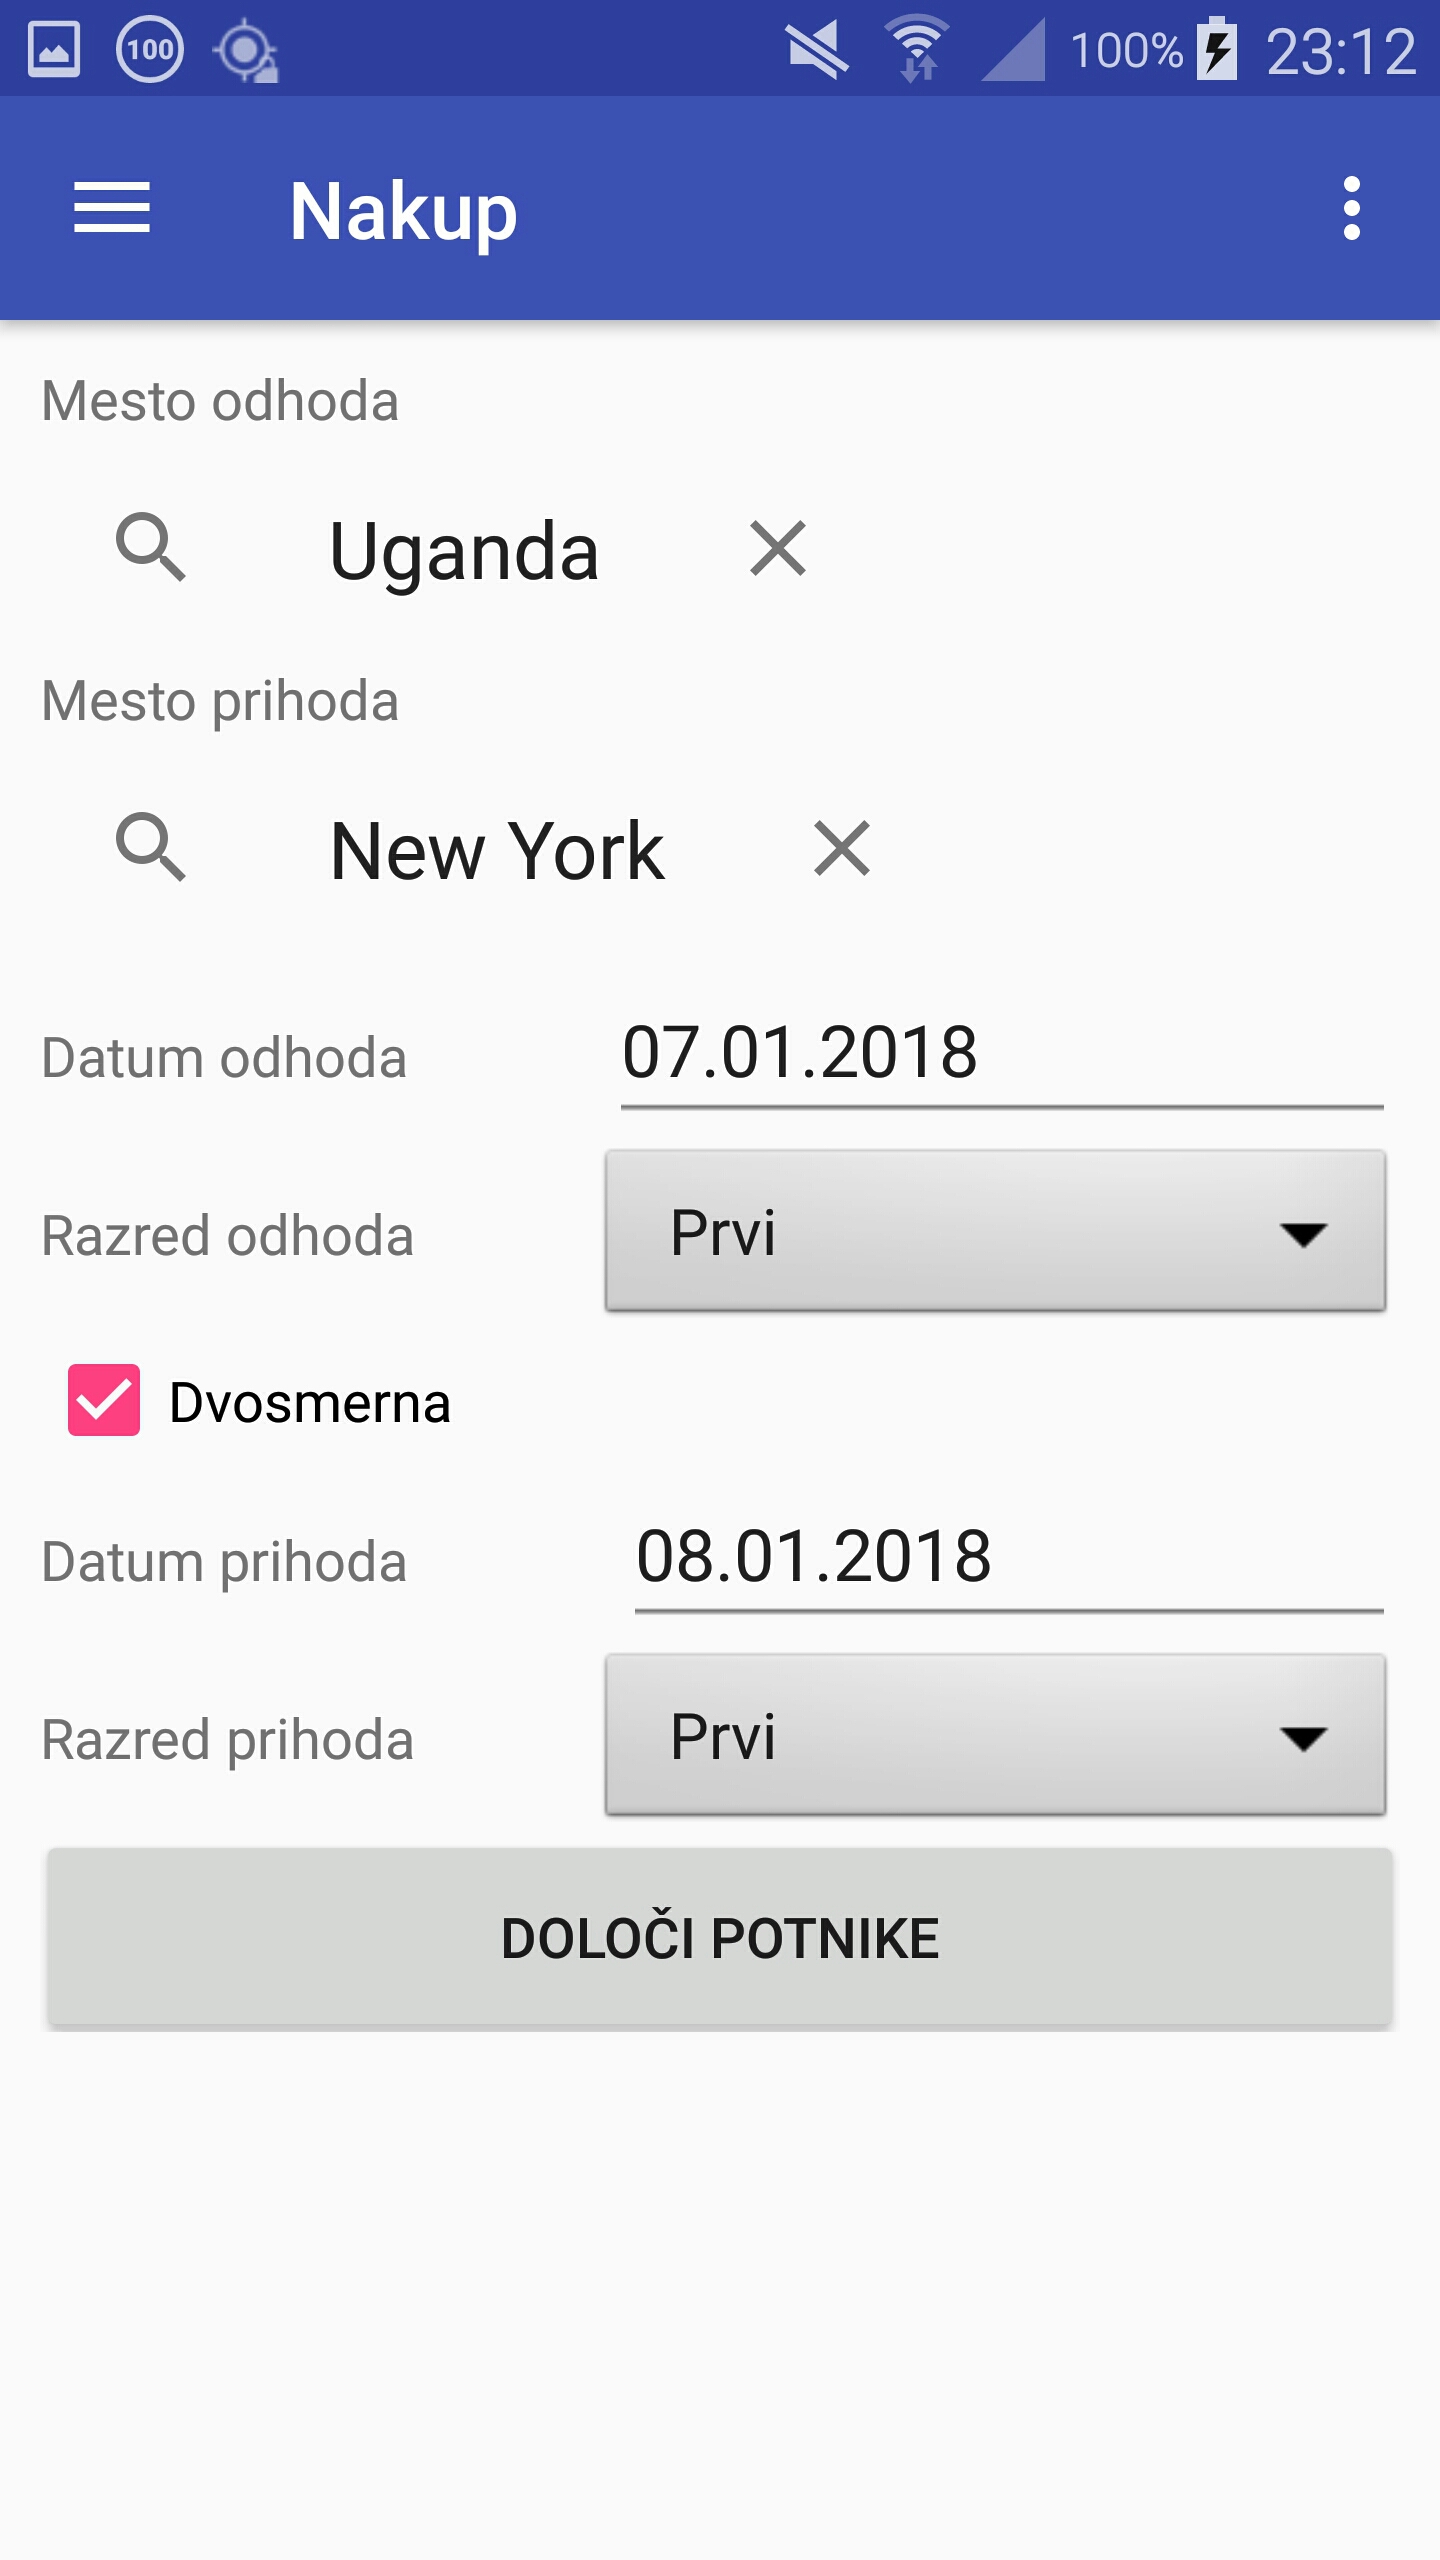 100 100% 23:12
Nakup
Mesto odhoda
Uganda
Mesto prihoda
New York
Datum odhoda 07.01.2018
Razred odhoda Prvi
Dvosmerna
Datum prihoda 08.01.2018
Razred prihoda Prvi
DOLOČI POTNIKE